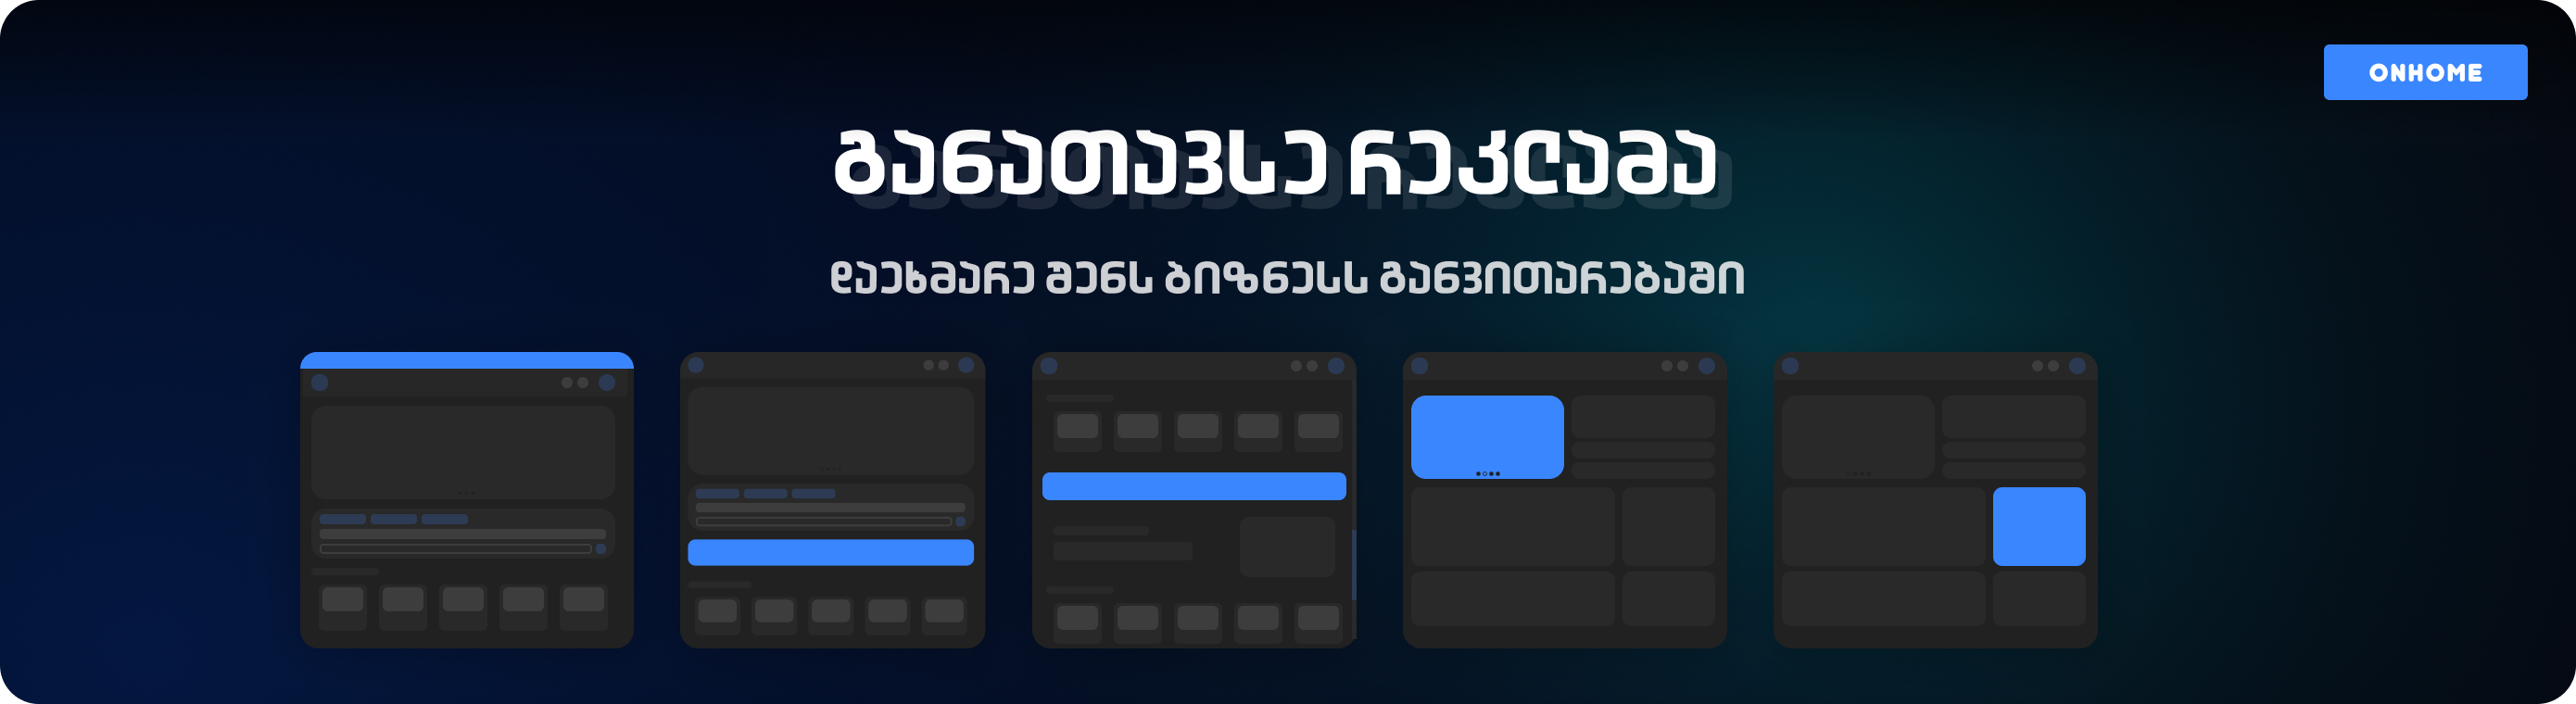 ONHOME
განათავსე რეკლამა
დაეხმარე შენს ბიზნესს განვითარებაში